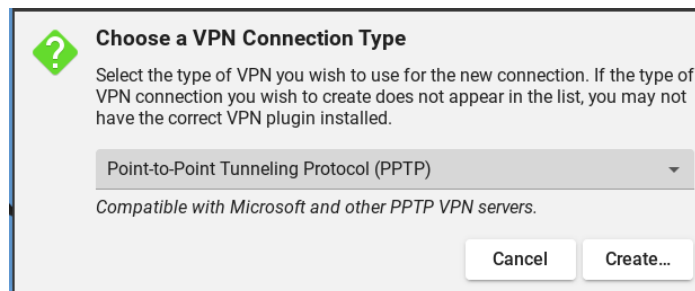 Choose a VPN Connection Type
Select the type of VPN you wish to use for the new connection. If the type of
VPN connection you wish to create does not appear in the list, you may not
have the correct VPN plugin installed.
Point-to-Point Tunneling Protocol (PPTP)
Compatible with Microsoft and other PPTP VPN servers.
Cancel
Create...